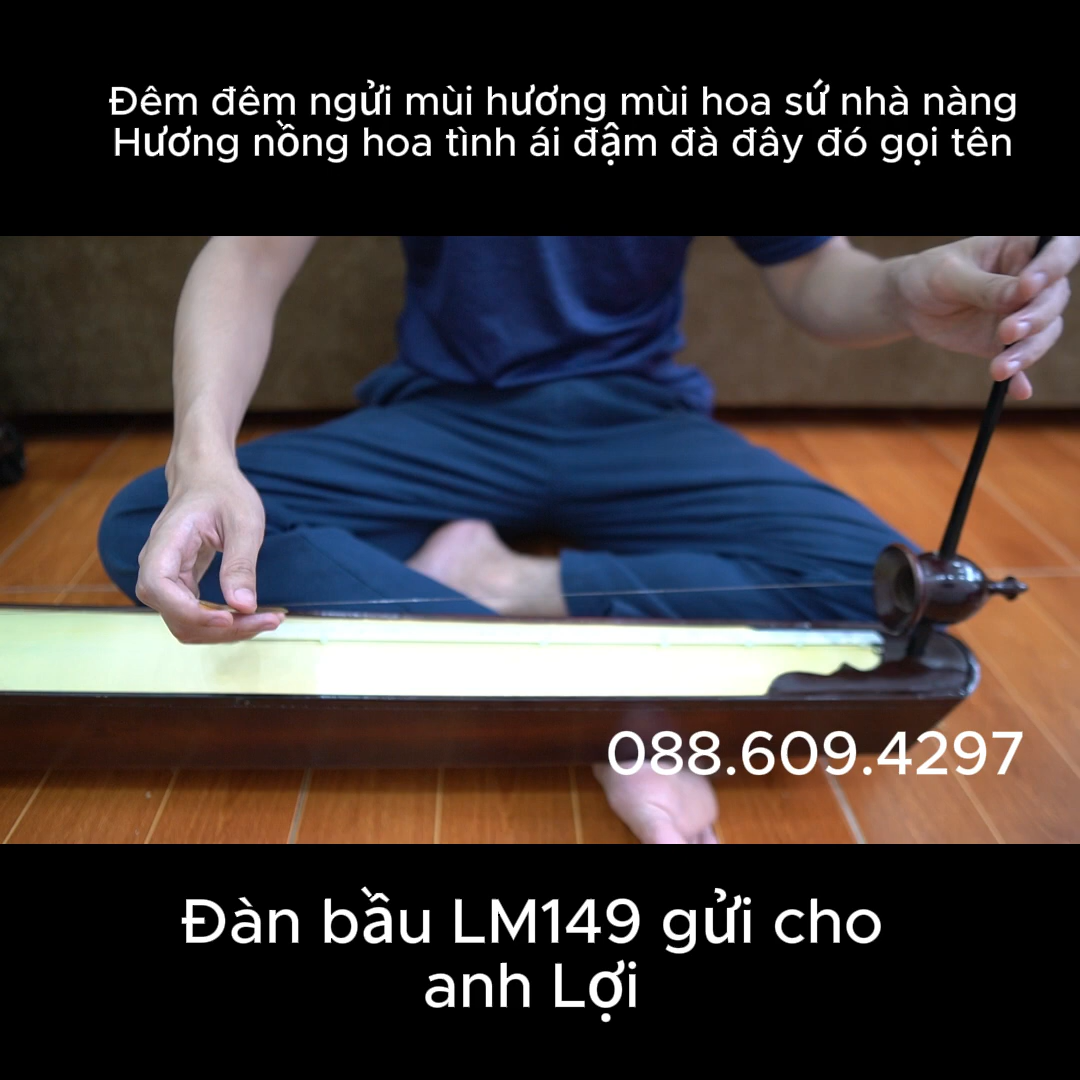 Đêm đêm ngửi mùi hương mùi hoa sứ nhà nàng
Hương nồng hoa tình ái đậm đà đây đó gọi tên
088.609.4297
Đàn bầu LM149 gửi cho
anh Lợi